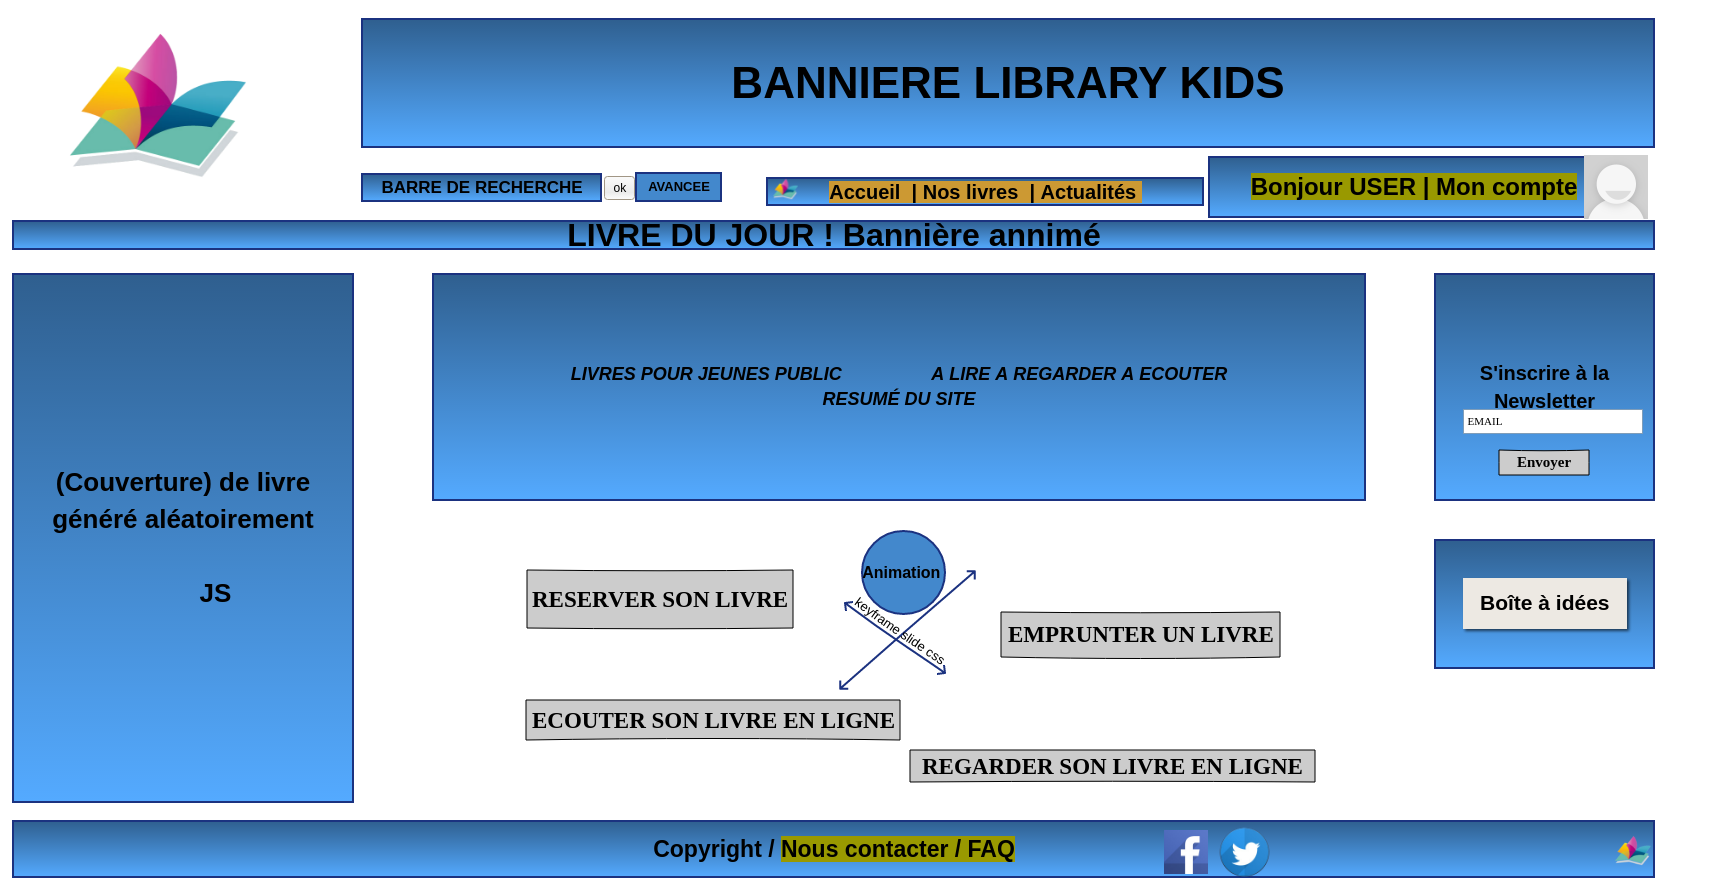 BANNIERE LIBRARY KIDS
BARRE DE RECHERCHE
ok
AVANCEE
Accueil | Nos livres | Actualités
Bonjour USER | Mon compte
LIVRE DU JOUR ! Bannière annimé
(Couverture) de livre
généré aléatoirement
JS
LIVRES POUR JEUNES PUBLIC A LIRE A REGARDER A ECOUTER
RESUMÉ DU SITE
S'inscrire à la
Newsletter
EMAIL
Envoyer
Animation
keyframe slide css
RESERVER SON LIVRE
EMPRUNTER UN LIVRE
ECOUTER SON LIVRE EN LIGNE
REGARDER SON LIVRE EN LIGNE
Boîte à idées
Copyright / Nous contacter / FAQ